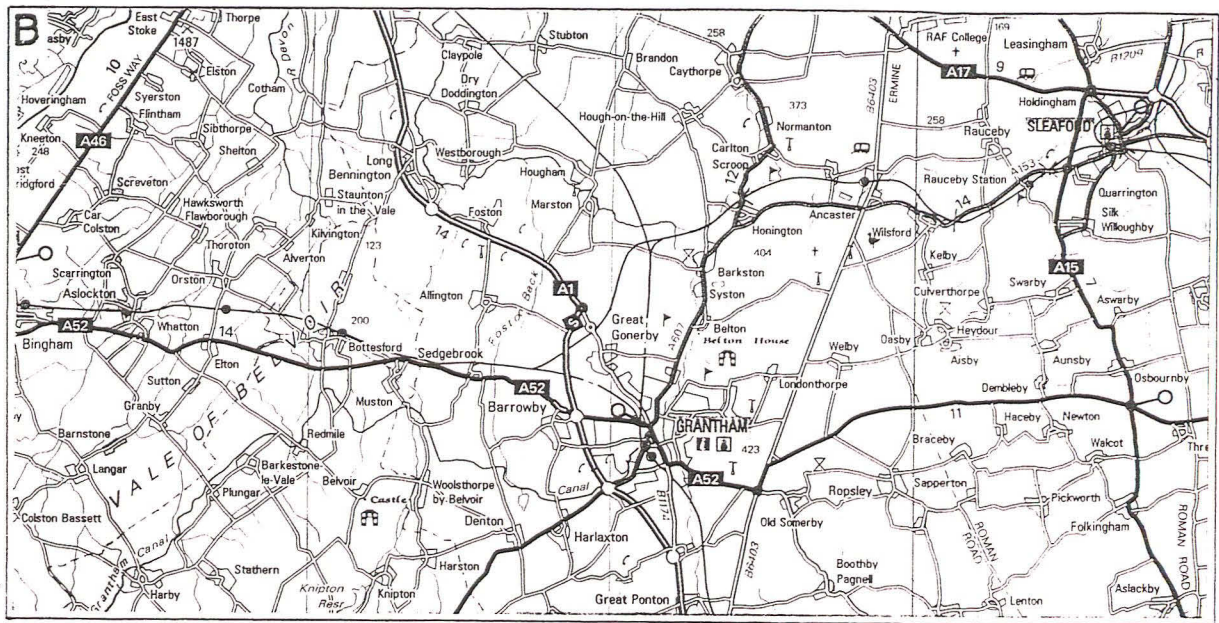 B
asby
East
Stoke
Thorpe
1487
Elston
10
FOSS WAY
Syerston
Flintham
Hoveringham
Kneeton
248
A46
Sibthorpe
Shelton
Cotham
Screveton
Car
Colston
Hawksworth
Flawborough
Thoroton
Scarrington
Orston
Aslockton
A52
Whatton
Bingham
14
Elton
Sutton
Granby
Barnstone
Langar
VALE OF BELVOIR
Barkestone-
le-Vale
Plungar
Colston Bassett
Canal
Grantham
Harby
Stathern
Redmile
Belvoir
Castle
Knipton
Resr
Knipton
Claypole
Dry
Doddington
Stubton
Long
Bennington
Westborough
Staunton
in the Vale
Kilvington
123
Alverton
200
Bottesford
Muston
Sedgebrook
Allington
Foston
14
A1
5
Foston Beck
Hougham
Marston
Great
Gonerby
A52
Barrowby
Woolsthorpe
by Belvoir
Denton
Harlaxton
Harston
Canal
Great Ponton
Brandon
258
Caythorpe
Hough-on-the-Hill
373
Normanton
Carlton
Scroop
12
Honington
404
Barkston
Syston
Belton
A607
Belton House
GRANTHAM
423
A52
B1174
B6403
Londonthorpe
Welby
Old Somerby
Ropsley
Boothby
Pagnell
B6403
ERMINE
RAF College
169
Leasingham
B1209
R
A17
9
Holdingham
SLEAFORD
258
Rauceby
Rauceby Station
A153
14
Quarrington
Silk
Willoughby
Ancaster
Wilsford
Kelby
Culverthorpe
Swarby
A15
7
Aswarby
Oasby
Heydour
Aisby
Aunsby
Osbournby
Dembleby
11
Haceby
Newton
Braceby
Walcot
Thre
Sapperton
Pickworth
Folkingham
ROMAN
ROAD
ROMAN ROAD
Lenton
Aslackby